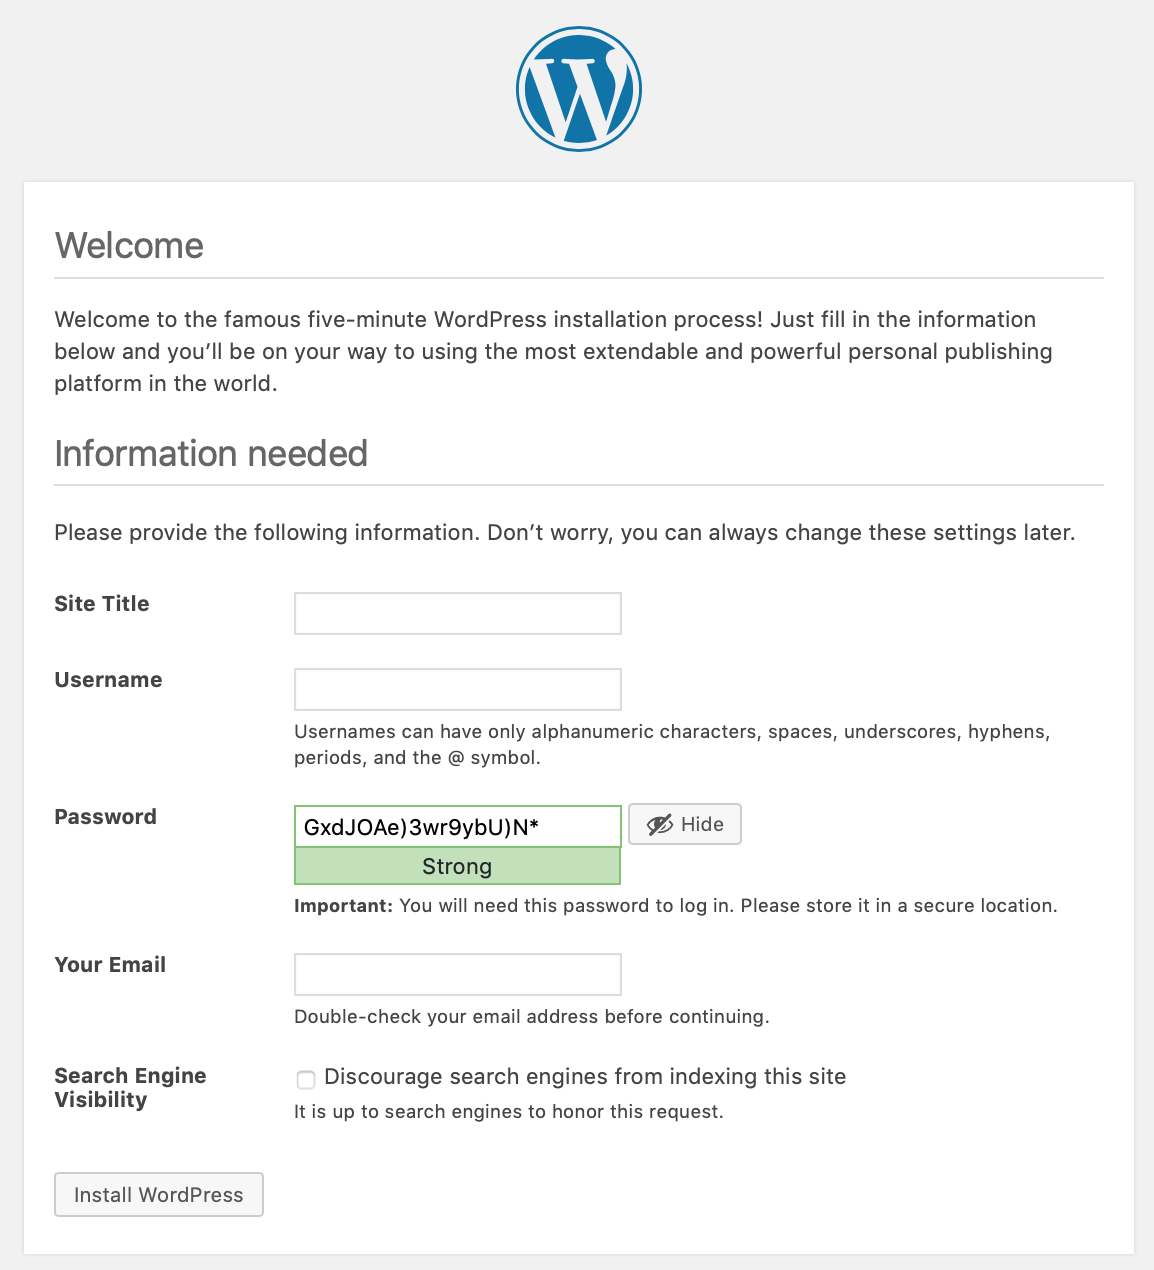 W
Welcome
Welcome to the famous five-minute WordPress installation process! Just fill in the information
below and you’ll be on your way to using the most extendable and powerful personal publishing
platform in the world.
Information needed
Please provide the following information. Don’t worry, you can always change these settings later.
Site Title
Username
Usernames can have only alphanumeric characters, spaces, underscores, hyphens,
periods, and the @ symbol.
Password
GxdJOAe)3wr9ybU)N*
Hide
Strong
Important: You will need this password to log in. Please store it in a secure location.
Your Email
Double-check your email address before continuing.
Search Engine
Visibility
Discourage search engines from indexing this site
It is up to search engines to honor this request.
Install WordPress